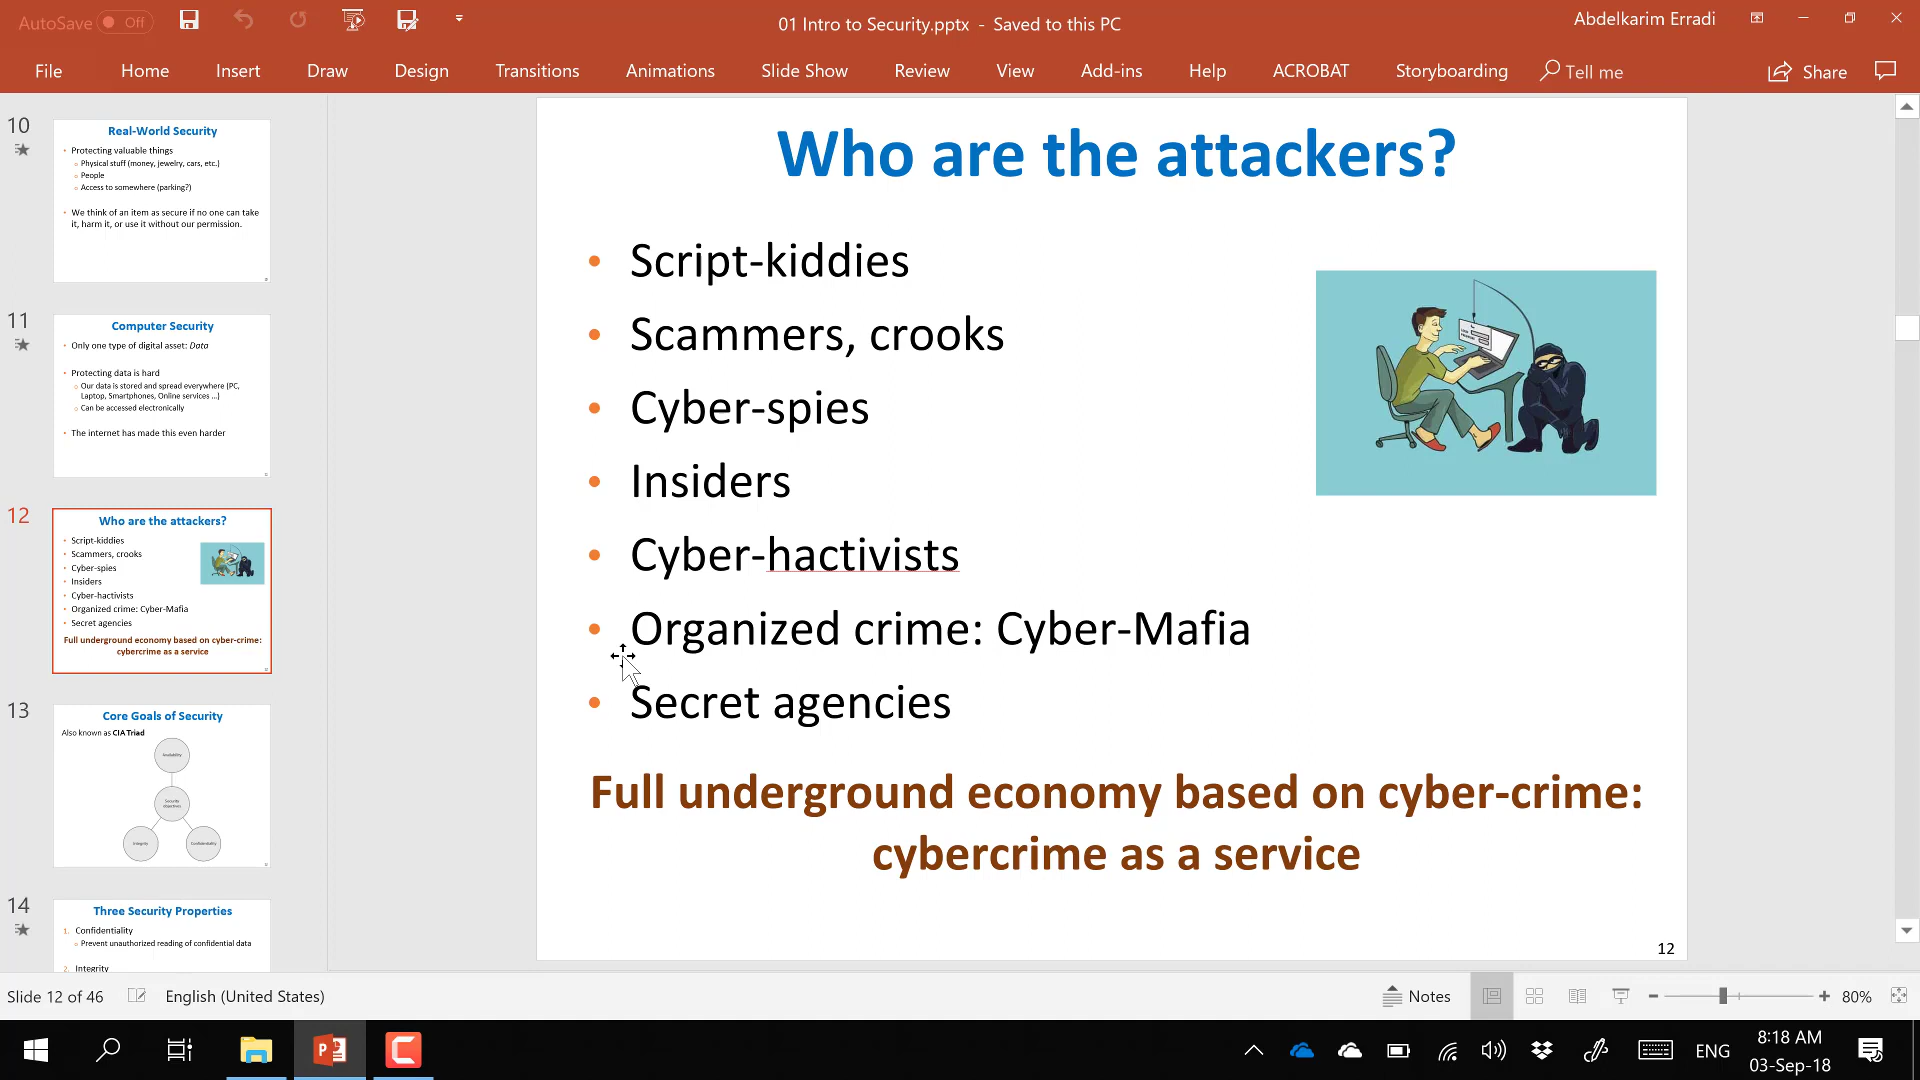 AutoSave Off
01 Intro to Security.pptx - Saved to this PC
Abdelkarim Erradi
File Home Insert Draw Design Transitions Animations Slide Show Review View Add-ins Help ACROBAT Storyboarding Tell me Share
10
Real-World Security
• Protecting valuable things
o Physical stuff (money, jewelry, cars, etc.)
o People
o Access to somewhere (parking?)
• We think of an item as secure if no one can take
it, harm it, or use it without our permission.
11
Computer Security
• Only one type of digital asset: Data
• Protecting data is hard
o Our data is stored and spread everywhere (PC,
Laptop, Smartphones, Online services ...)
o Can be accessed electronically
• The internet has made this even harder
12
Who are the attackers?
• Script-kiddies
• Scammers, crooks
• Cyber-spies
• Insiders
• Cyber-hactivists
• Organized crime: Cyber-Mafia
• Secret agencies
Full underground economy based on cyber-crime:
cybercrime as a service
13
Core Goals of Security
Also known as CIA Triad
Availability
Security
objectives
Integrity
Confidentiality
14
Three Security Properties
1. Confidentiality
o Prevent unauthorized reading of confidential data
2. Integrity
Who are the attackers?
• Script-kiddies
• Scammers, crooks
• Cyber-spies
• Insiders
• Cyber-hactivists
• Organized crime: Cyber-Mafia
• Secret agencies
Full underground economy based on cyber-crime:
cybercrime as a service
12
Slide 12 of 46
English (United States)
Notes
80%
ENG
8:18 AM
03-Sep-18